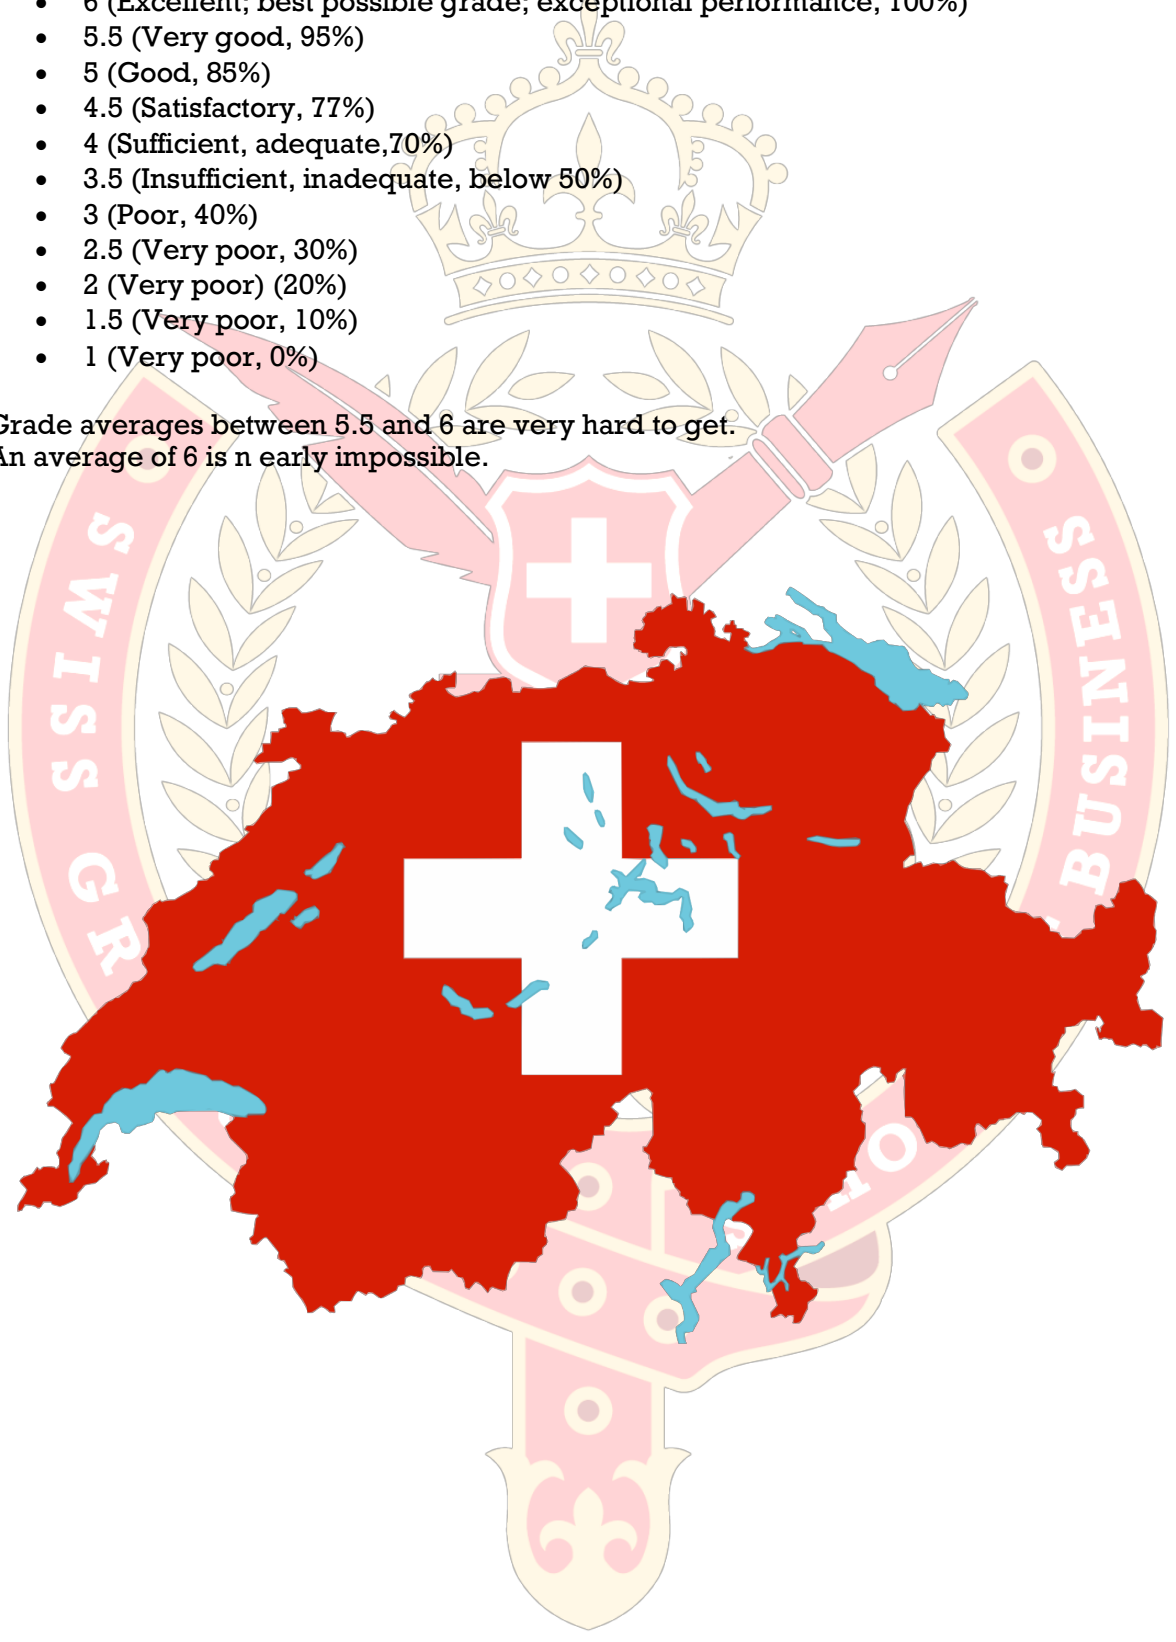 • 6 (Excellent; best possible grade; exceptional performance, 100%)
• 5.5 (Very good, 95%)
• 5 (Good, 85%)
• 4.5 (Satisfactory, 77%)
• 4 (Sufficient, adequate,70%)
• 3.5 (Insufficient, inadequate, below 50%)
• 3 (Poor, 40%)
• 2.5 (Very poor, 30%)
• 2 (Very poor) (20%)
• 1.5 (Very poor, 10%)
• 1 (Very poor, 0%)
Grade averages between 5.5 and 6 are very hard to get.
An average of 6 is n early impossible.
SWISS GR
BUSINESS